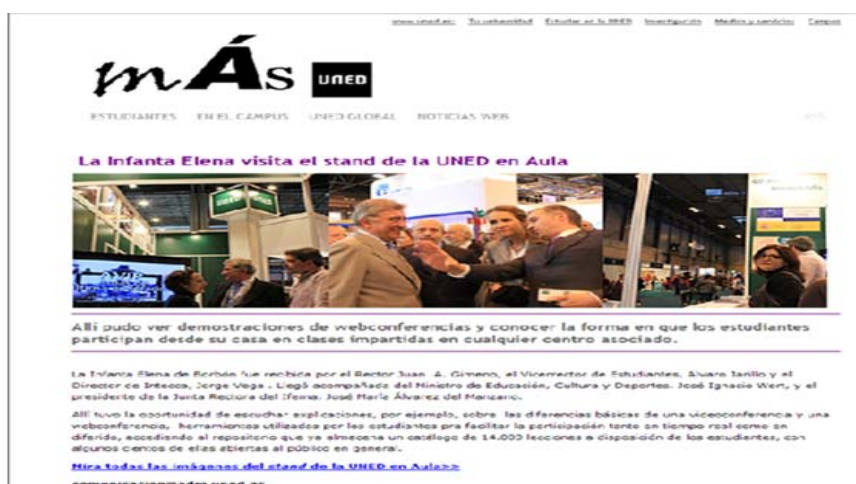 www.uned.es Tu universidad Estudiar en la UNED Investigación Medios y servicios Campus
mÁs UNED
ESTUDIANTES EN EL CAMPUS UNED GLOBAL NOTICIAS WEB
La Infanta Elena visita el stand de la UNED en Aula
UNED
AVIP
Allí pudo ver demostraciones de webconferencias y conocer la forma en que los estudiantes
participan desde su casa en clases impartidas en cualquier centro asociado.
La Infanta Elena de Borbón fue recibida por el Rector Juan A. Gimeno, el Vicerrector de Estudiantes, Álvaro Jarillo y el
Director de Intecca, Jorge Vega . Llegó acompañada del Ministro de Educación, Cultura y Deportes, José Ignacio Wert, y el
presidente de la Junta Rectora del Ifema, José María Álvarez del Manzano.
Allí tuvo la oportunidad de escuchar explicaciones, por ejemplo, sobre las diferencias básicas de una videoconferencia y una
webconferencia, herramientas utilizadas por los estudiantes pra facilitar la participación tanto en tiempo real como en
diferido, accediendo al repositorio que ya almacena un catálogo de 14.000 lecciones a disposición de los estudiantes, con
algunos cientos de ellas abiertas al público en general.
Mira todas las imágenes del stand de la UNED en Aula>>